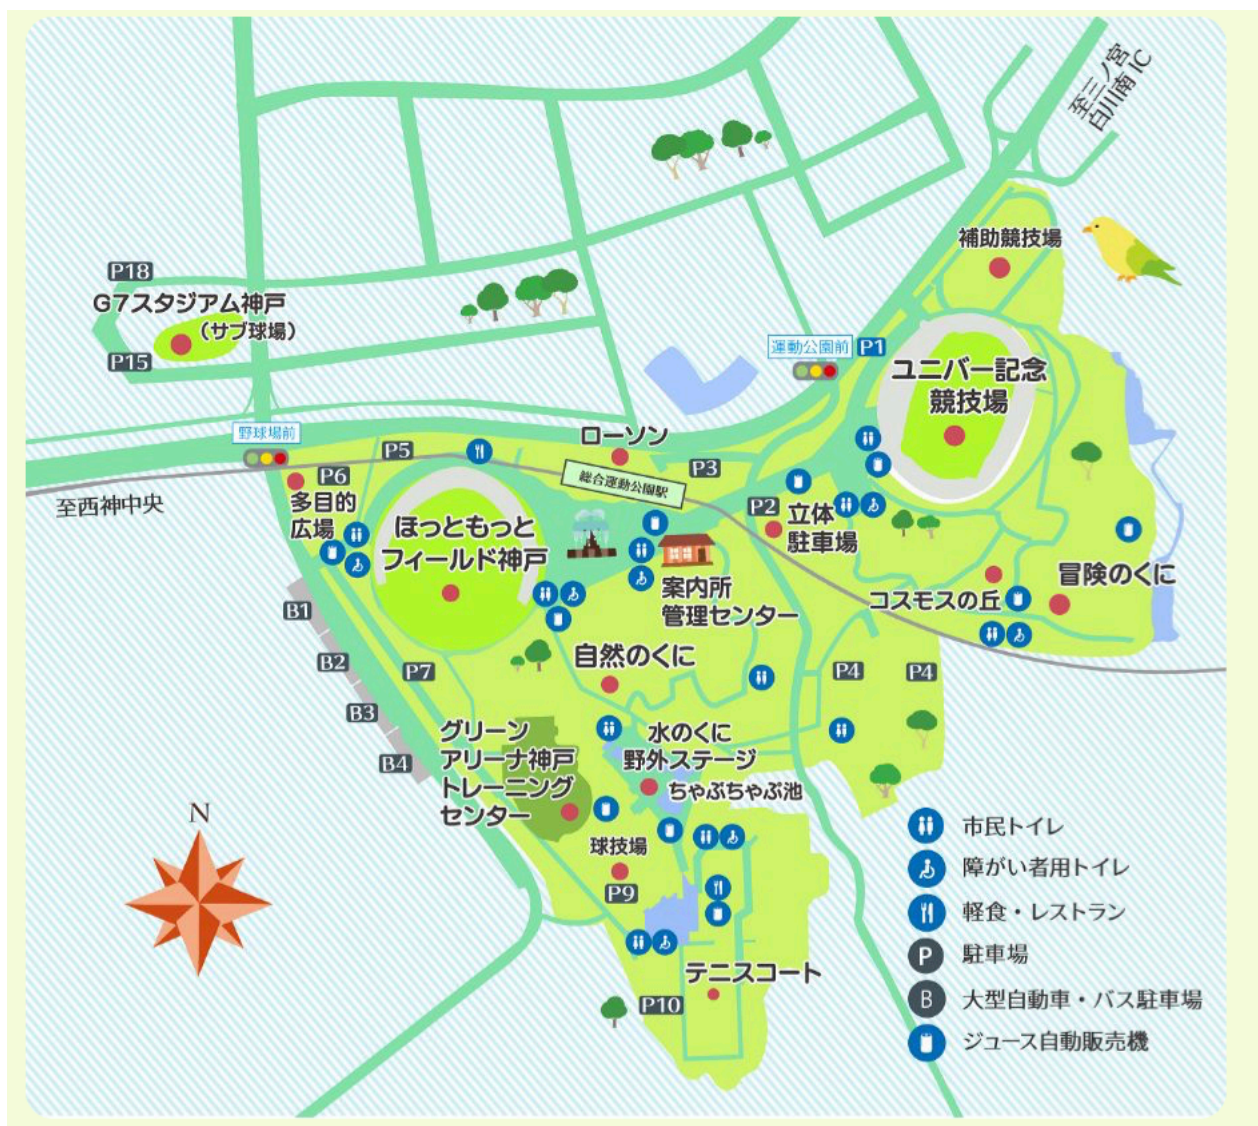 至三ノ宮
白川南IC
補助競技場
P18
G7スタジアム神戸
（サブ球場）
P15
運動公園前
P1
ユニバー記念
競技場
野球場前
P5
ローソン
P3
P6
総合運動公園駅
至西神中央
多目的
広場
ほっともっと
フィールド神戸
P2
立体
駐車場
案内所
管理センター
冒険のくに
コスモスの丘
B1
B2
B3
B4
P7
自然のくに
P4
P4
グリーン
アリーナ神戸
トレーニング
センター
水のくに
野外ステージ
ちゃぷちゃぷ池
球技場
P9
テニスコート
P10
N
市民トイレ
障がい者用トイレ
軽食・レストラン
P
駐車場
B
大型自動車・バス駐車場
ジュース自動販売機